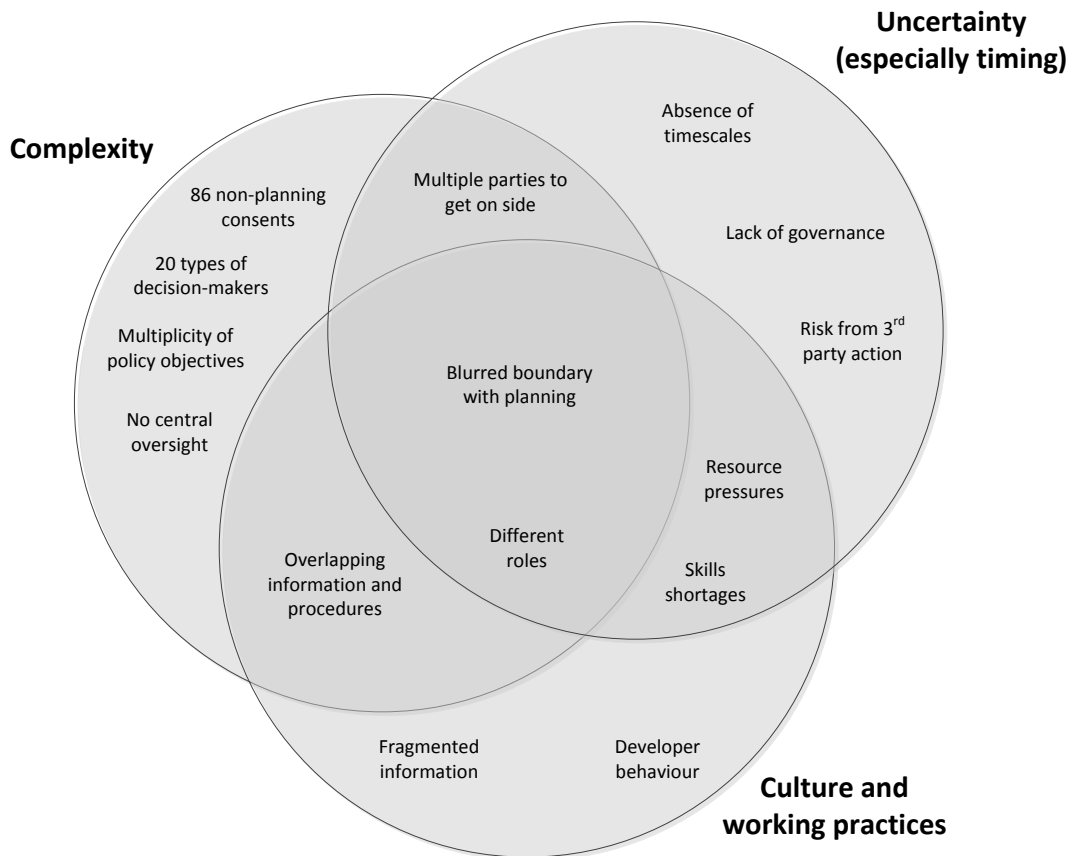 Uncertainty
(especially timing)
Complexity
Absence of
timescales
Multiple parties to
get on side
86 non-planning
consents
Lack of governance
20 types of
decision-makers
Multiplicity of
policy objectives
Risk from 3rd
party action
Blurred boundary
with planning
No central
oversight
Resource
pressures
Different
roles
Overlapping
information and
procedures
Skills
shortages
Fragmented
information
Developer
behaviour
Culture and
working practices